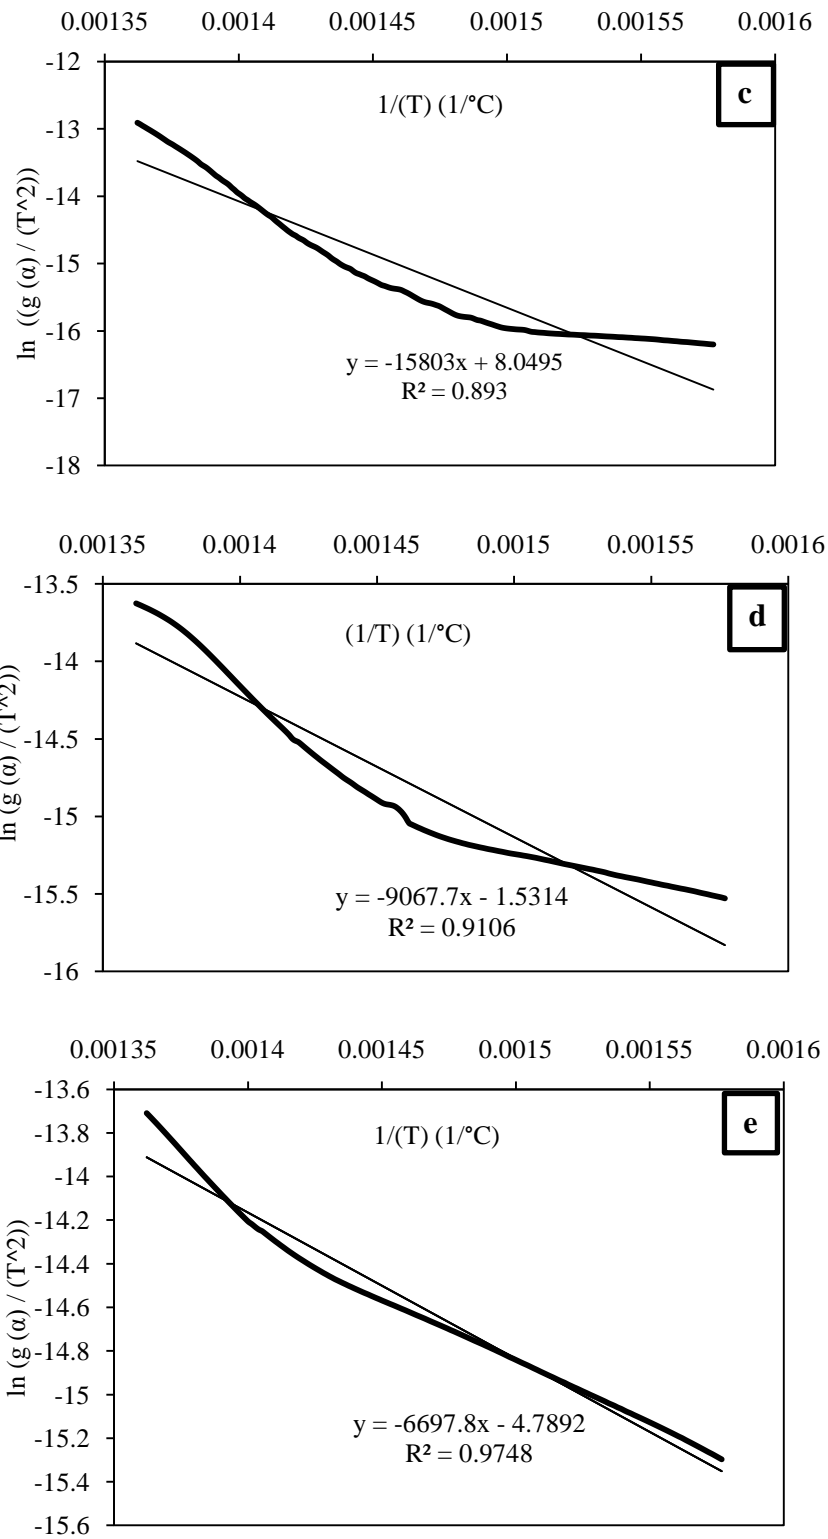 0.00135 0.0014 0.00145 0.0015 0.00155 0.0016
-12
c
1/(T) (1/°C)
-13
-14
-15
-16
-17
-18
ln ((g (α) / (T^2))
y = -15803x + 8.0495
R² = 0.893
0.00135 0.0014 0.00145 0.0015 0.00155 0.0016
-13.5
d
(1/T) (1/°C)
-14
-14.5
-15
-15.5
-16
ln (g (α) / (T^2))
y = -9067.7x - 1.5314
R² = 0.9106
0.00135 0.0014 0.00145 0.0015 0.00155 0.0016
-13.6
e
1/(T) (1/°C)
-13.8
-14
-14.2
-14.4
-14.6
-14.8
-15
-15.2
-15.4
-15.6
ln (g (α) / (T^2))
y = -6697.8x - 4.7892
R² = 0.9748